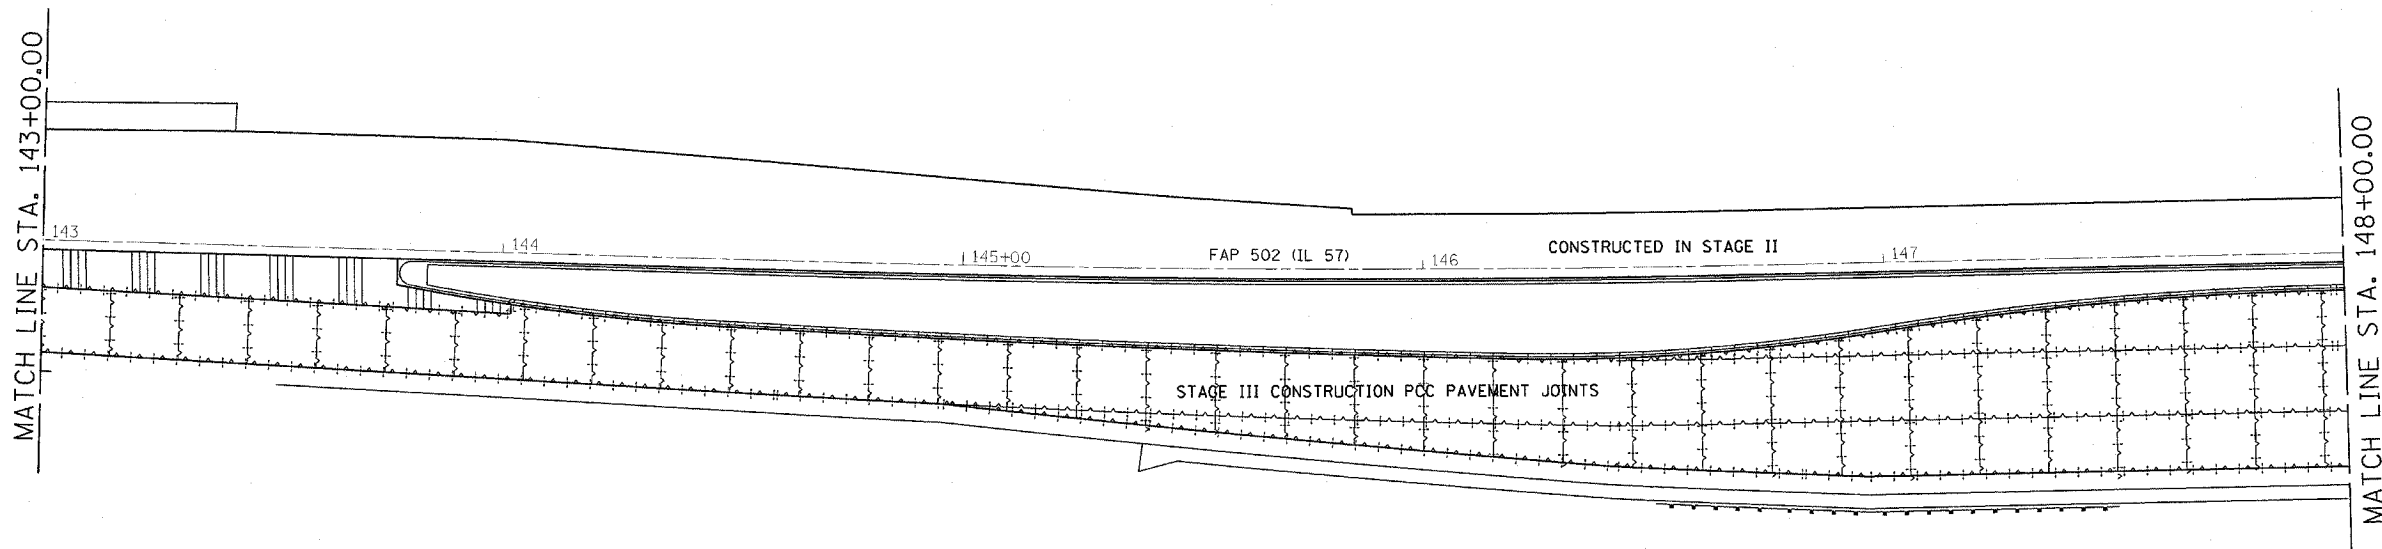 MATCH LINE STA. 143+00.00
143
144
145+00
FAP 502 (IL 57)
146
CONSTRUCTED IN STAGE II
147
STAGE III CONSTRUCTION PCC PAVEMENT JOINTS
MATCH LINE STA. 148+00.00